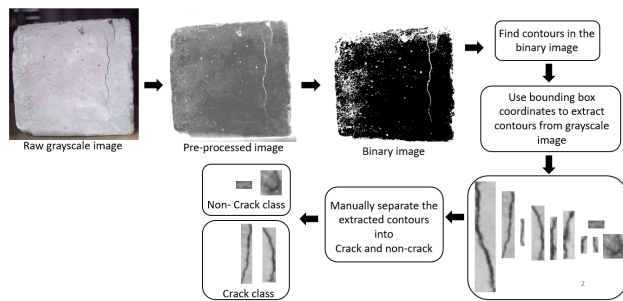 Raw grayscale image
Pre-processed image
Binary image
Find contours in the
binary image
Use bounding box
coordinates to extract
contours from grayscale
image
2
Manually separate the
extracted contours
into
Crack and non-crack
Non- Crack class
Crack class